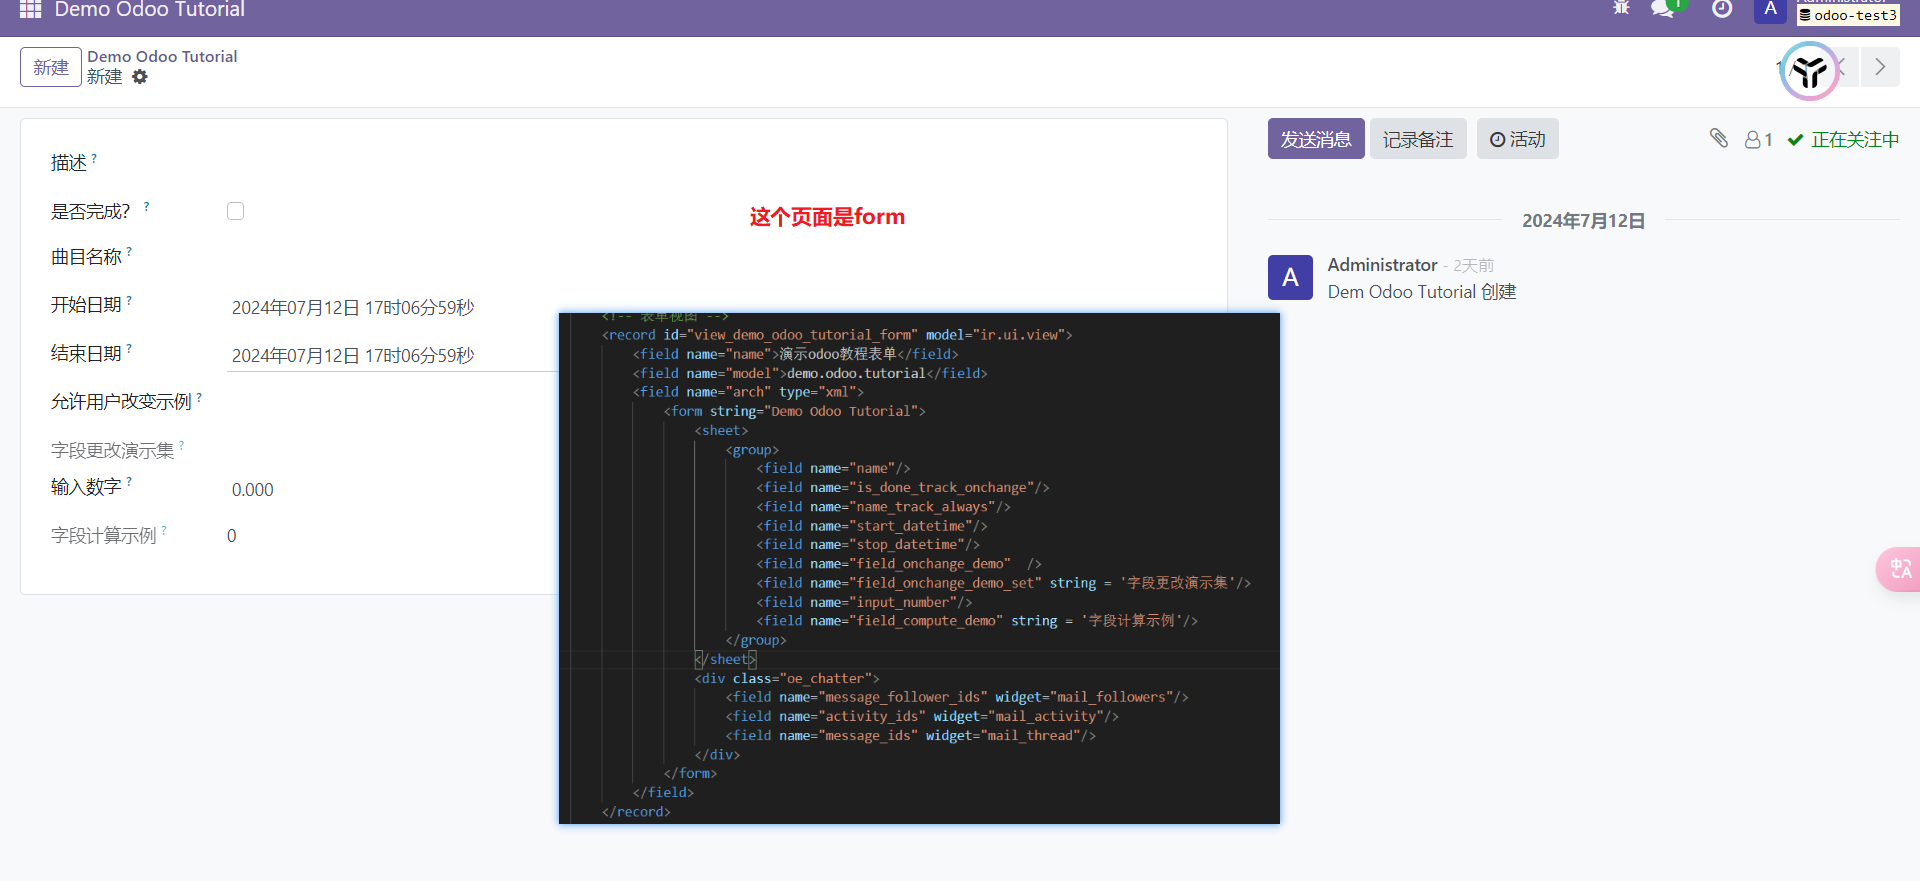 Demo Odoo Tutorial
1
A
odoo-test3
新建
Demo Odoo Tutorial
新建
1
描述 ?
是否完成? ?
曲目名称 ?
开始日期 ?
2024年07月12日 17时06分59秒
结束日期 ?
2024年07月12日 17时06分59秒
允许用户改变示例 ?
字段更改演示集 ?
输入数字 ?
0.000
字段计算示例 ?
0
这个页面是form
发送消息
记录备注
活动
1
正在关注中
2024年7月12日
A
Administrator - 2天前
Dem Odoo Tutorial 创建
<!-- 表单视图 -->
<record id="view_demo_odoo_tutorial_form" model="ir.ui.view">
<field name="name">演示odoo教程表单</field>
<field name="model">demo.odoo.tutorial</field>
<field name="arch" type="xml">
<form string="Demo Odoo Tutorial">
<sheet>
<group>
<field name="name"/>
<field name="is_done_track_onchange"/>
<field name="name_track_always"/>
<field name="start_datetime"/>
<field name="stop_datetime"/>
<field name="field_onchange_demo"  />
<field name="field_onchange_demo_set" string = '字段更改演示集'/>
<field name="input_number"/>
<field name="field_compute_demo" string = '字段计算示例'/>
</group>
</sheet>
<div class="oe_chatter">
<field name="message_follower_ids" widget="mail_followers"/>
<field name="activity_ids" widget="mail_activity"/>
<field name="message_ids" widget="mail_thread"/>
</div>
</form>
</field>
</record>
中A